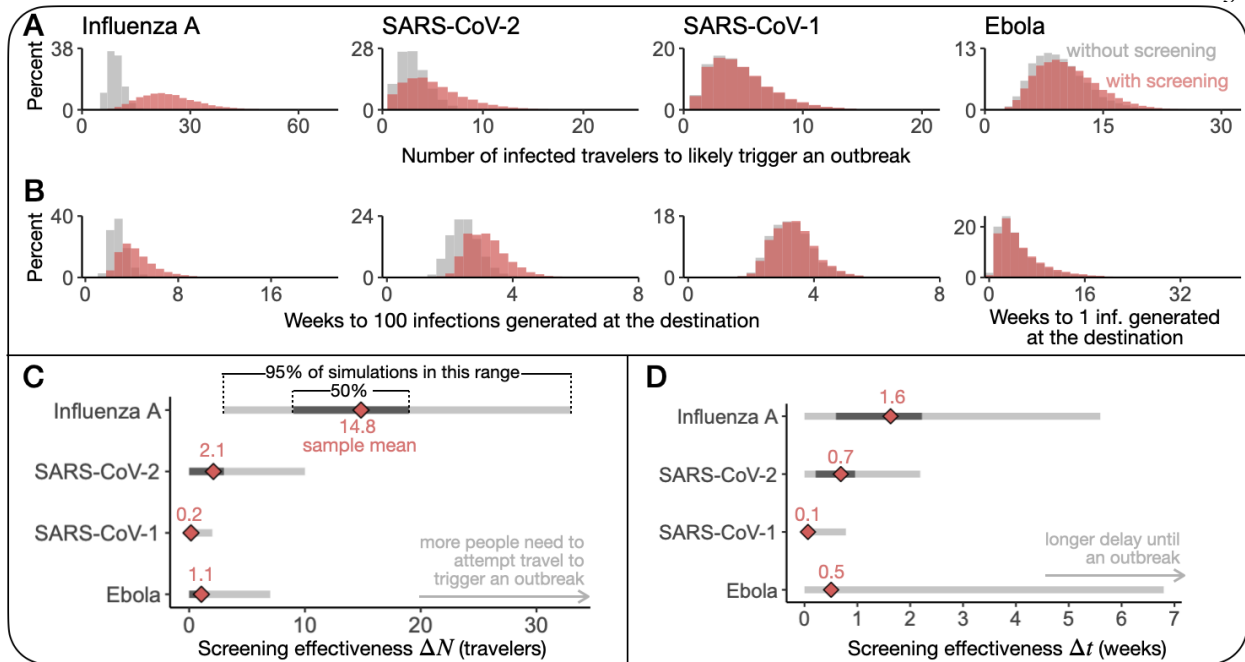 A
Influenza A
SARS-CoV-2
SARS-CoV-1
Ebola
Percent
38
0
0
30
60
28
0
0
10
20
20
0
0
10
20
13
0
0
15
30
without screening
with screening
Number of infected travelers to likely trigger an outbreak
B
Percent
40
0
0
8
16
24
0
0
4
8
18
0
0
4
8
20
0
0
16
32
Weeks to 100 infections generated at the destination
Weeks to 1 inf. generated
at the destination
C
95% of simulations in this range
50%
Influenza A
14.8
sample mean
SARS-CoV-2
2.1
SARS-CoV-1
0.2
Ebola
1.1
more people need to
attempt travel to
trigger an outbreak
0
10
20
30
Screening effectiveness ΔN (travelers)
D
Influenza A
1.6
SARS-CoV-2
0.7
SARS-CoV-1
0.1
Ebola
0.5
longer delay until
an outbreak
0
1
2
3
4
5
6
7
Screening effectiveness Δt (weeks)